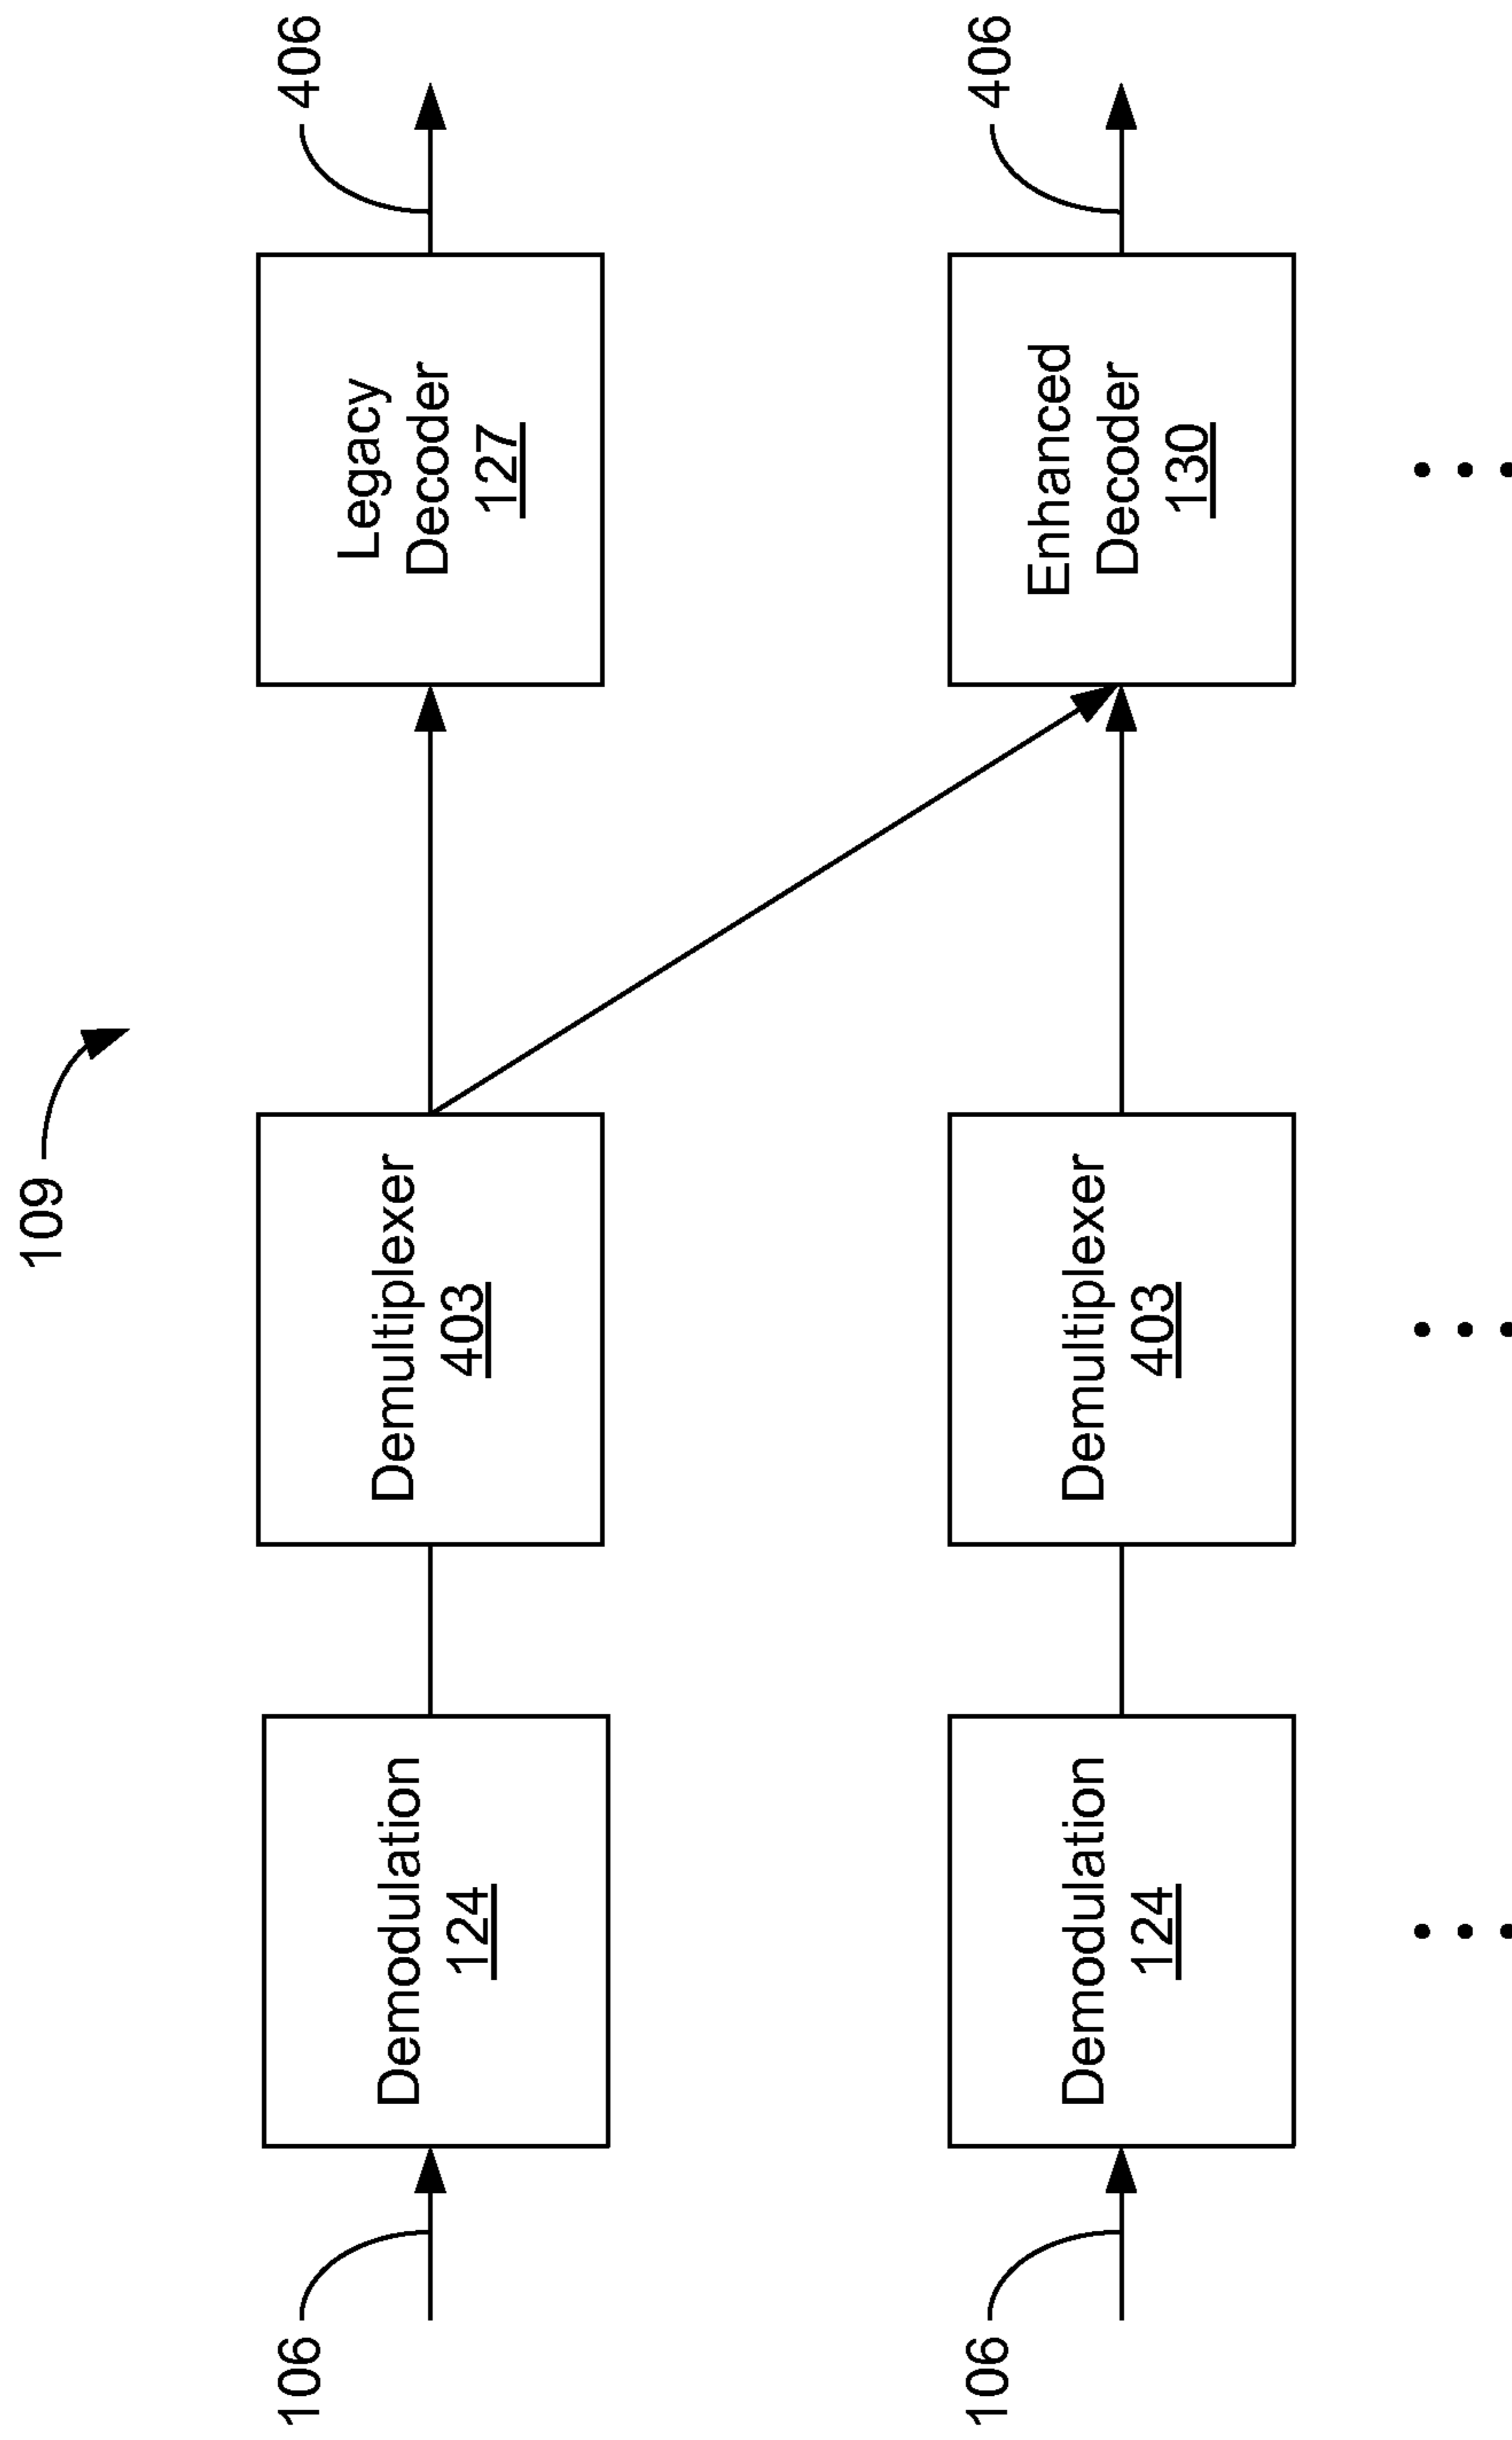 109
106
Demodulation
124
Demultiplexer
403
Legacy
Decoder
127
406
106
Demodulation
124
Demultiplexer
403
Enhanced
Decoder
130
406